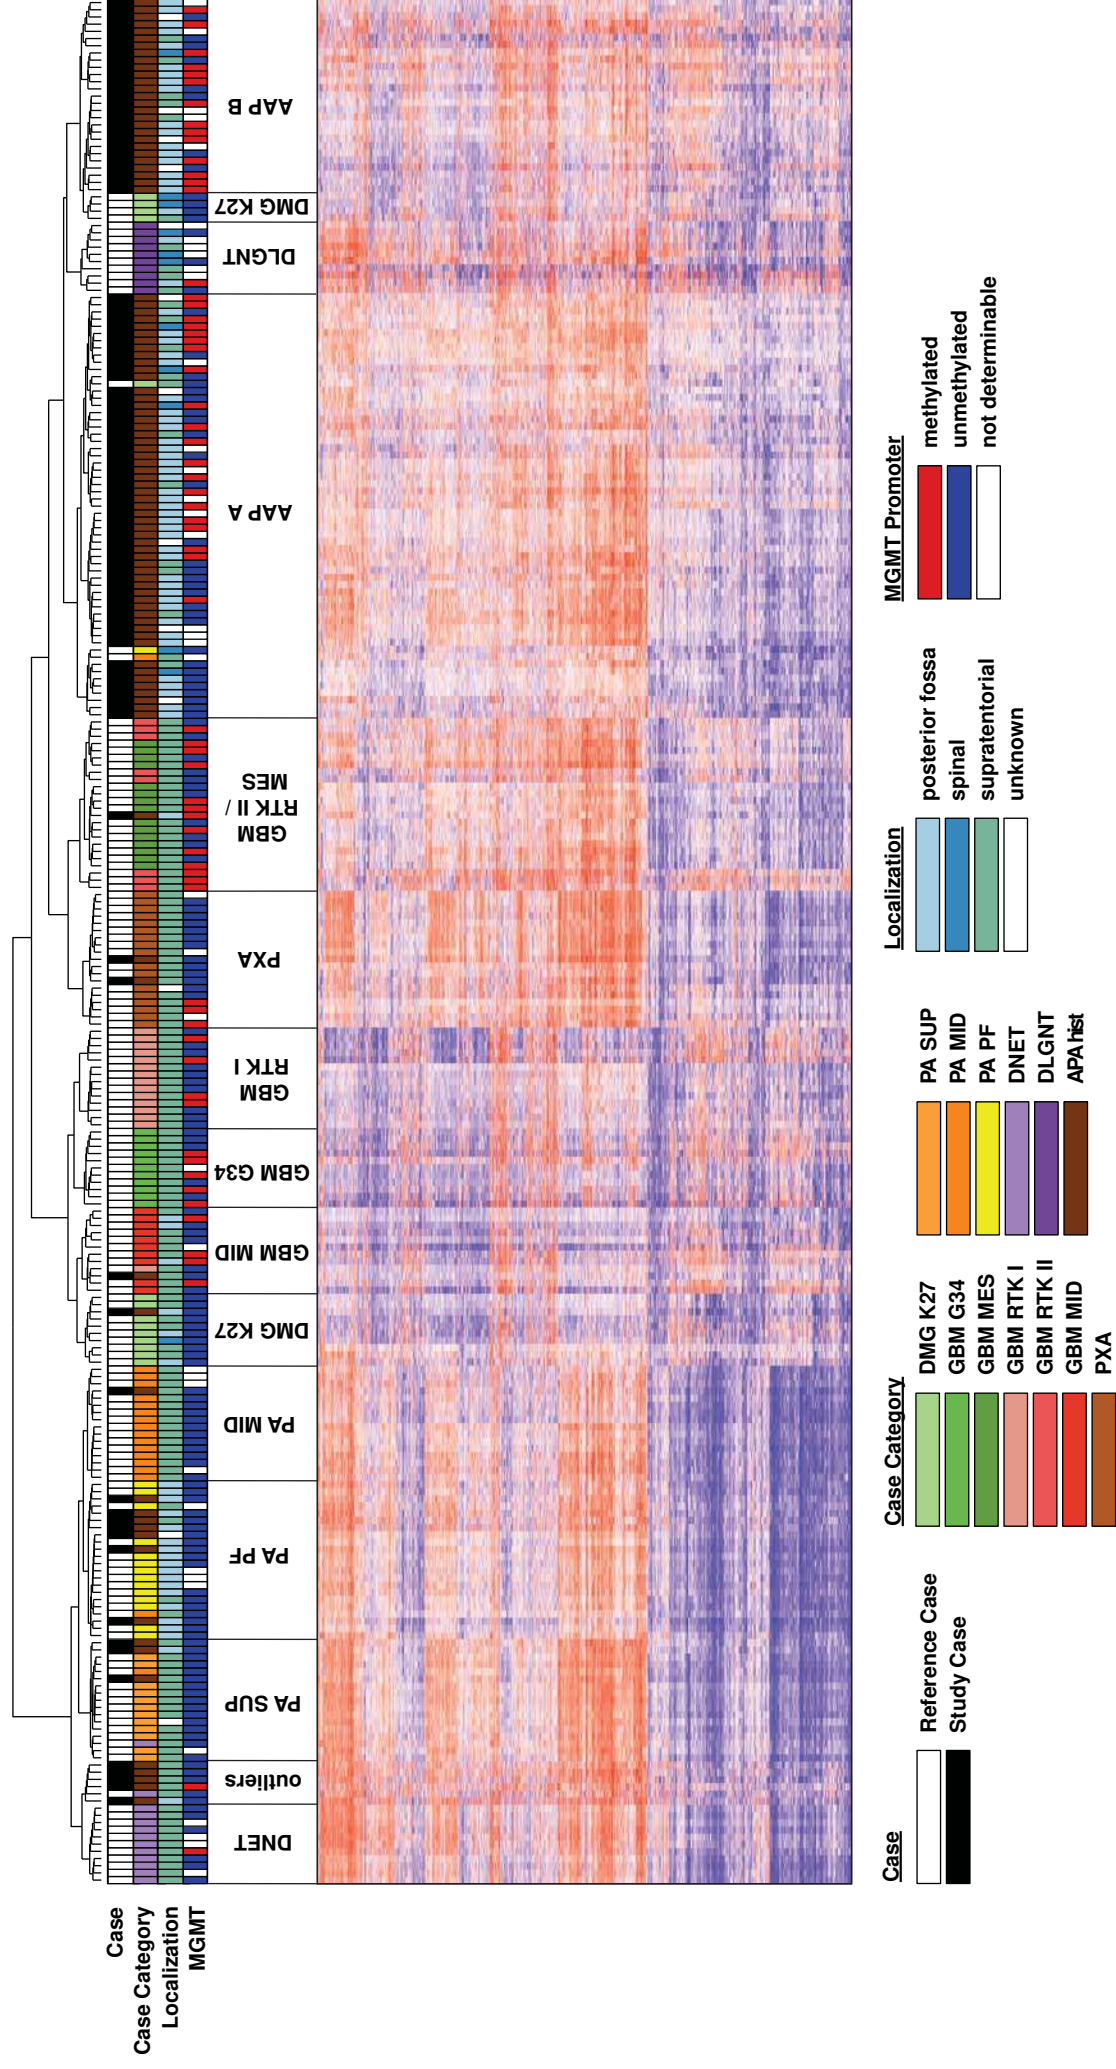 Case
Case Category
Localization
MGMT
DNET
outliers
PA SUP
PA PF
PA MID
DMG K27
GBM MID
GBM G34
GBM
RTK I
PXA
GBM
RTK II /
MES
AAP A
DLGNT
DMG K27
AAP B
Case
Reference Case
Study Case
Case Category
DMG K27
GBM G34
GBM MES
GBM RTK I
GBM RTK II
GBM MID
PXA
PA SUP
PA MID
PA PF
DNET
DLGNT
APAhist
Localization
posterior fossa
spinal
supratentorial
unknown
MGMT Promoter
methylated
unmethylated
not determinable